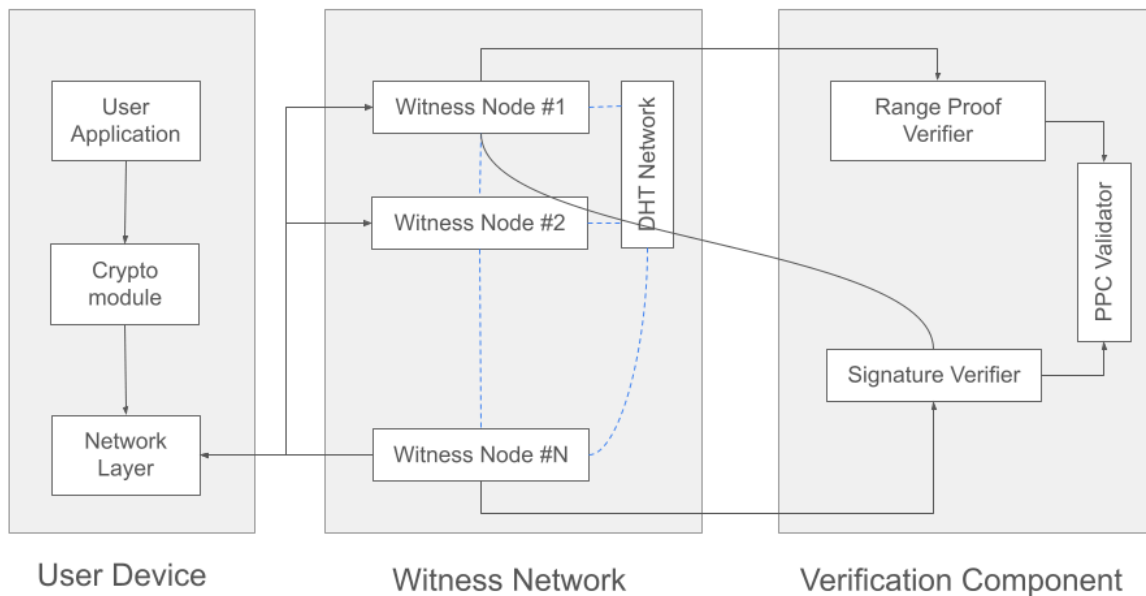 User
Application
Crypto
module
Network
Layer
User Device
Witness Node #1
Witness Node #2
Witness Node #N
DHT Network
Witness Network
Range Proof
Verifier
PPC Validator
Signature Verifier
Verification Component